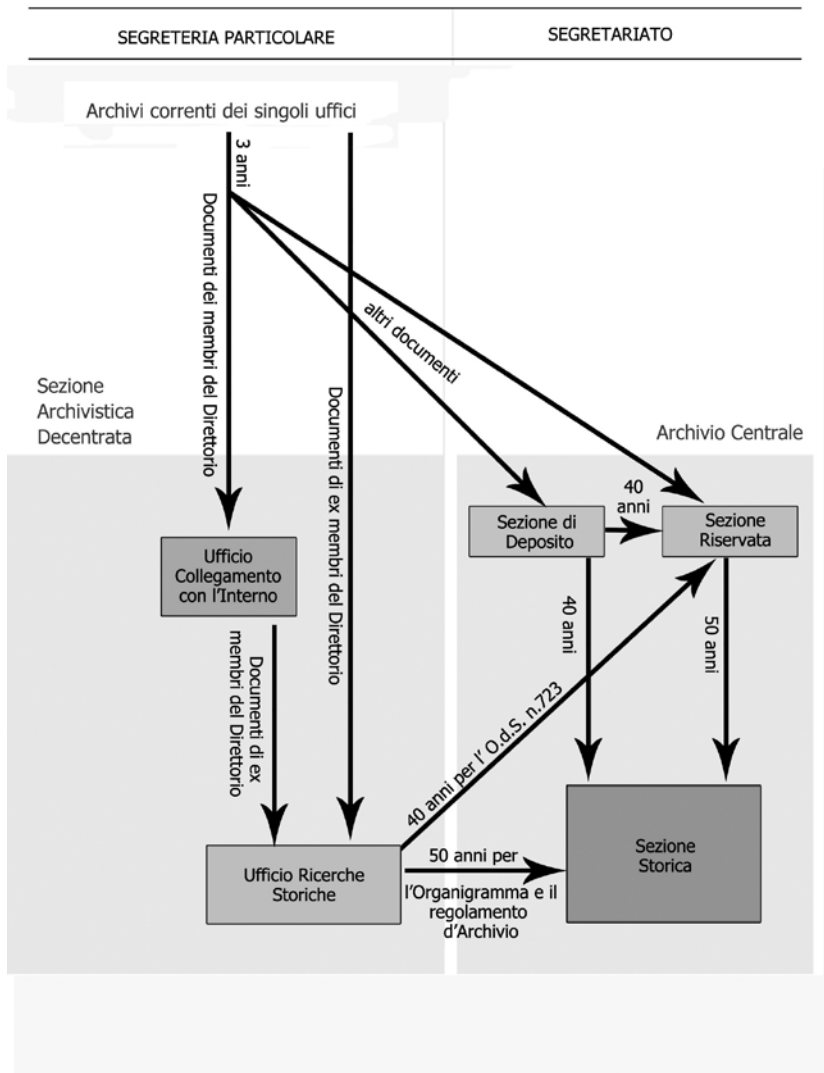 SEGRETERIA PARTICOLARE
SEGRETARIATO
Archivi correnti dei singoli uffici
3 anni
Documenti dei membri del Direttorio
Documenti di ex membri del Direttorio
altri documenti
Sezione
Archivistica
Decentrata
Archivio Centrale
Sezione di
Deposito
40
anni
Sezione
Riservata
Ufficio
Collegamento
con l'Interno
40 anni
50 anni
Documenti di ex
membri del Direttorio
40 anni per l' O.d.S. n.723
Ufficio Ricerche
Storiche
50 anni per
l'Organigramma e il
regolamento
d'Archivio
Sezione
Storica